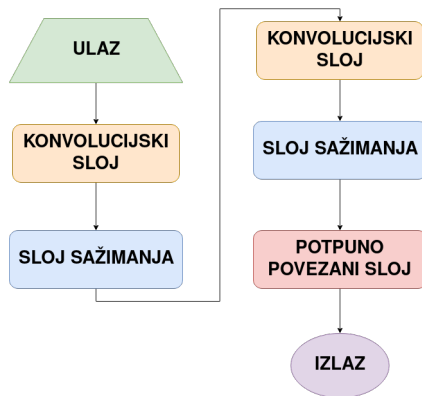 ULAZ
KONVOLUCIJSKI
SLOJ
SLOJ SAŽIMANJA
KONVOLUCIJSKI
SLOJ
SLOJ SAŽIMANJA
POTPUNO
POVEZANI SLOJ
IZLAZ